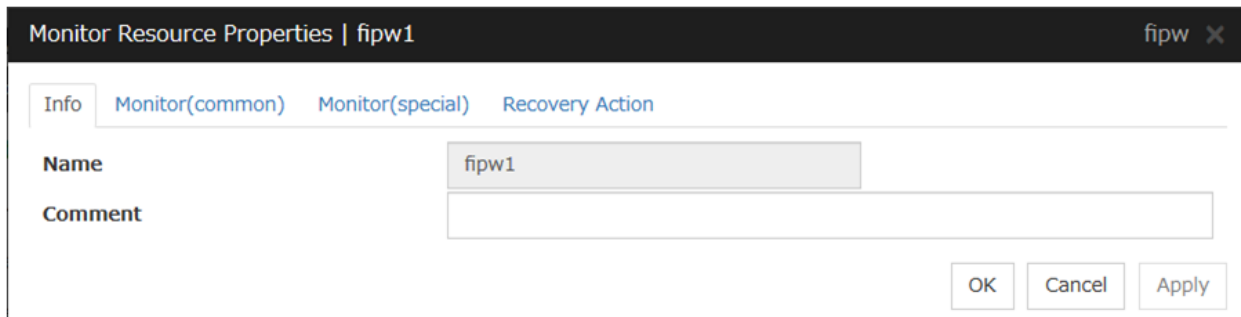 Monitor Resource Properties | fipw1 fipw ×
Info Monitor(common) Monitor(special) Recovery Action
Name fipw1
Comment
OK Cancel Apply